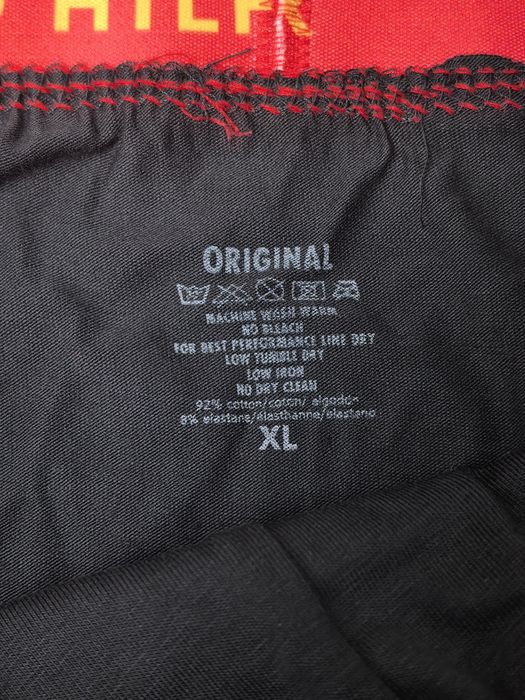 HILF
ORIGINAL
MACHINE WASH WARM
NO BLEACH
FOR BEST PERFORMANCE LINE DRY
LOW TUMBLE DRY
LOW IRON
NO DRY CLEAN
92% cotton/coton/ algodón
8% elastane/élasthanne/elastano
XL